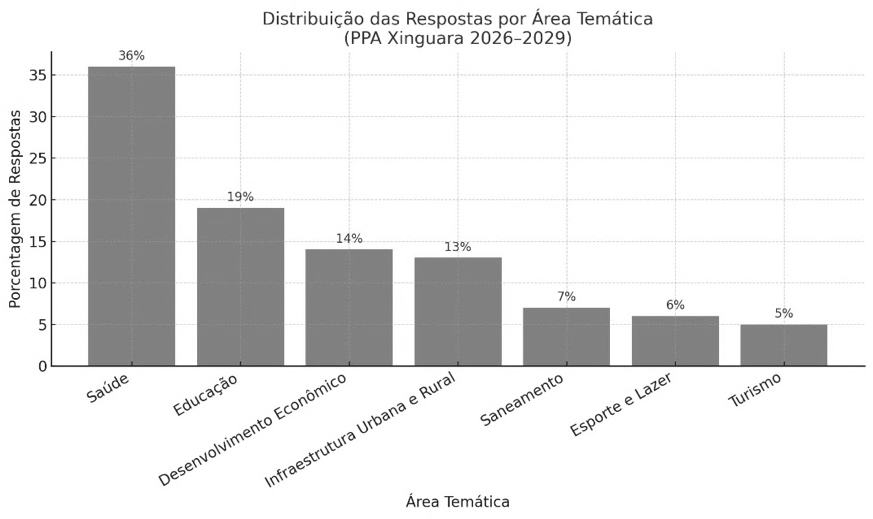 Distribuição das Respostas por Área Temática
(PPA Xinguara 2026–2029)
Porcentagem de Respostas
35
30
25
20
15
10
5
0
36%
19%
14%
13%
7%
6%
5%
Saúde
Educação
Desenvolvimento Econômico
Infraestrutura Urbana e Rural
Saneamento
Esporte e Lazer
Turismo
Área Temática